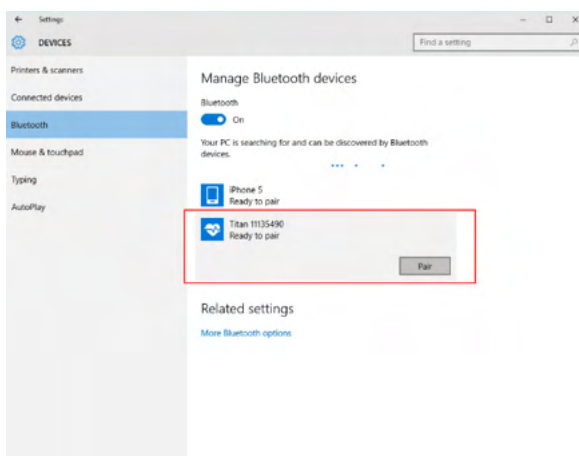 Settings
DEVICES
Find a setting
Printers & scanners
Connected devices
Bluetooth
Mouse & touchpad
Typing
AutoPlay
Manage Bluetooth devices
Bluetooth
On
Your PC is searching for and can be discovered by Bluetooth
devices.
iPhone 5
Ready to pair
Titan 11135490
Ready to pair
Pair
Related settings
More Bluetooth options